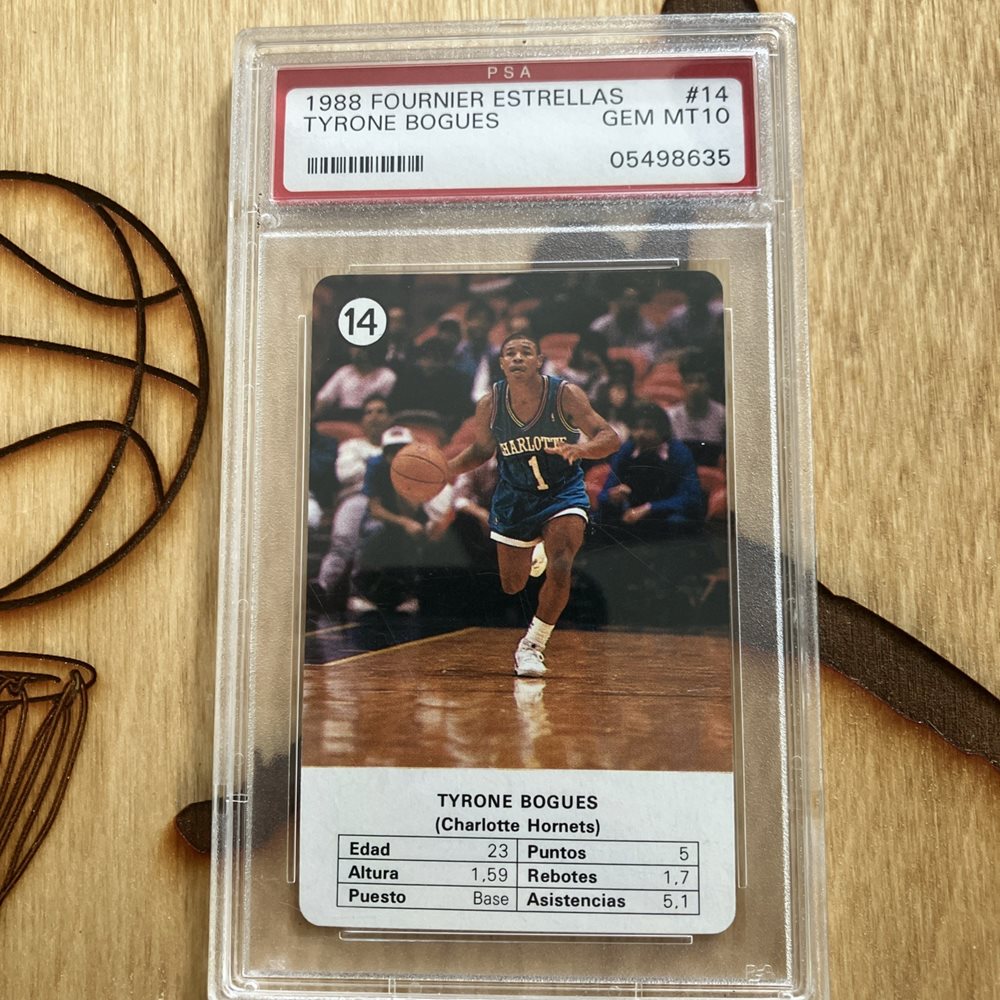 PSA
1988 FOURNIER ESTRELLAS #14
TYRONE BOGUES GEM MT10
05498635
14
CHARLOTTE
1
TYRONE BOGUES
(Charlotte Hornets)
Edad 23 Puntos 5
Altura 1,59 Rebotes 1,7
Puesto Base Asistencias 5,1
PSA